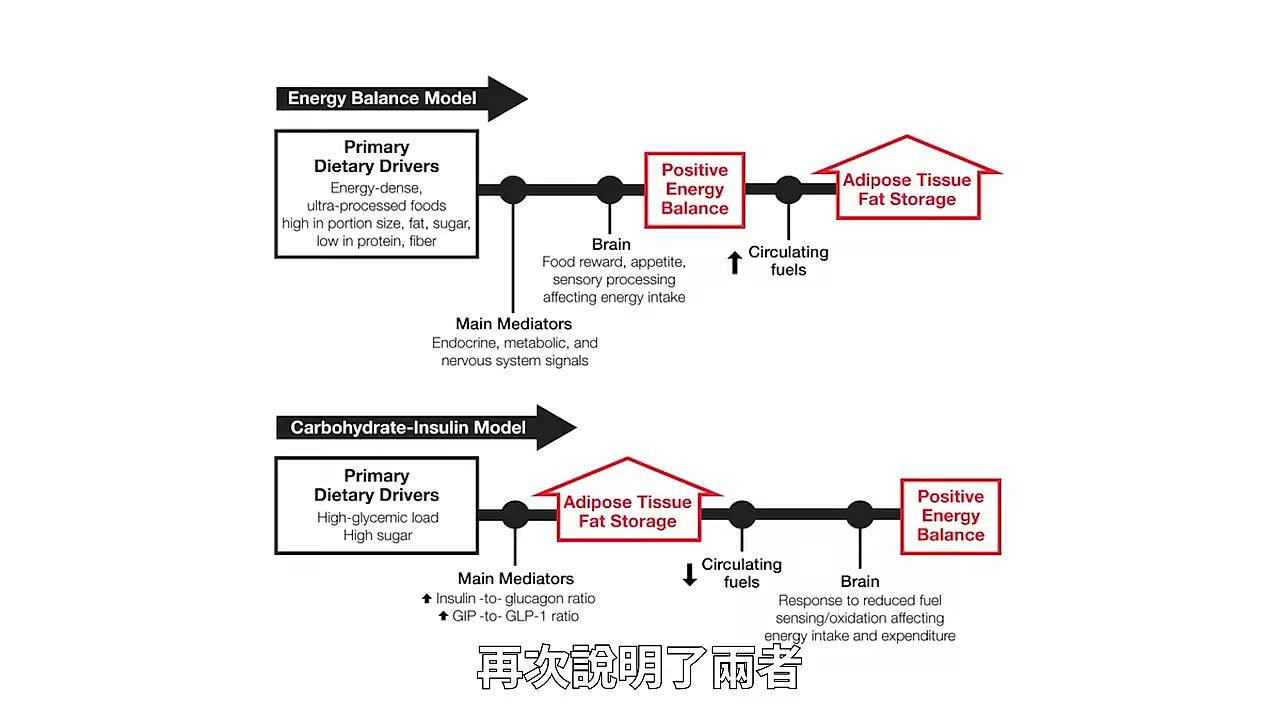 Energy Balance Model
Primary
Dietary Drivers
Energy-dense,
ultra-processed foods
high in portion size, fat, sugar,
low in protein, fiber
Main Mediators
Endocrine, metabolic, and
nervous system signals
Brain
Food reward, appetite,
sensory processing
affecting energy intake
Positive
Energy
Balance
Circulating
fuels
Adipose Tissue
Fat Storage
Carbohydrate-Insulin Model
Primary
Dietary Drivers
High-glycemic load
High sugar
Main Mediators
Insulin -to- glucagon ratio
GIP -to- GLP-1 ratio
Adipose Tissue
Fat Storage
Circulating
fuels
Brain
Response to reduced fuel
sensing/oxidation affecting
energy intake and expenditure
Positive
Energy
Balance
再次說明了兩者